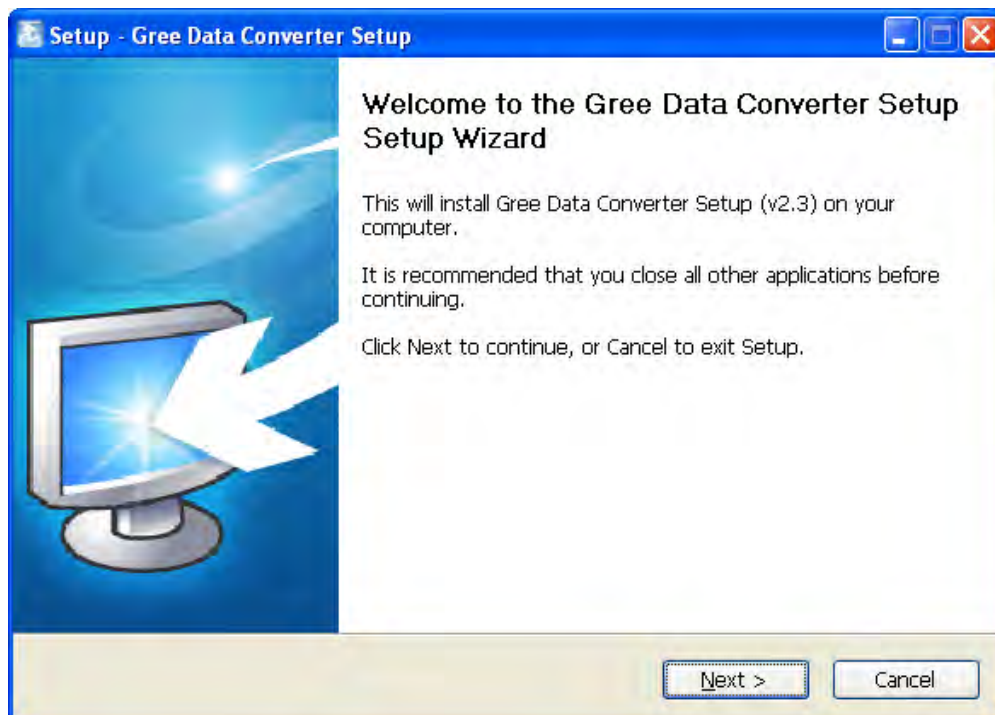 Setup - Gree Data Converter Setup
Welcome to the Gree Data Converter Setup
Setup Wizard
This will install Gree Data Converter Setup (v2.3) on your
computer.
It is recommended that you close all other applications before
continuing.
Click Next to continue, or Cancel to exit Setup.
Next >
Cancel